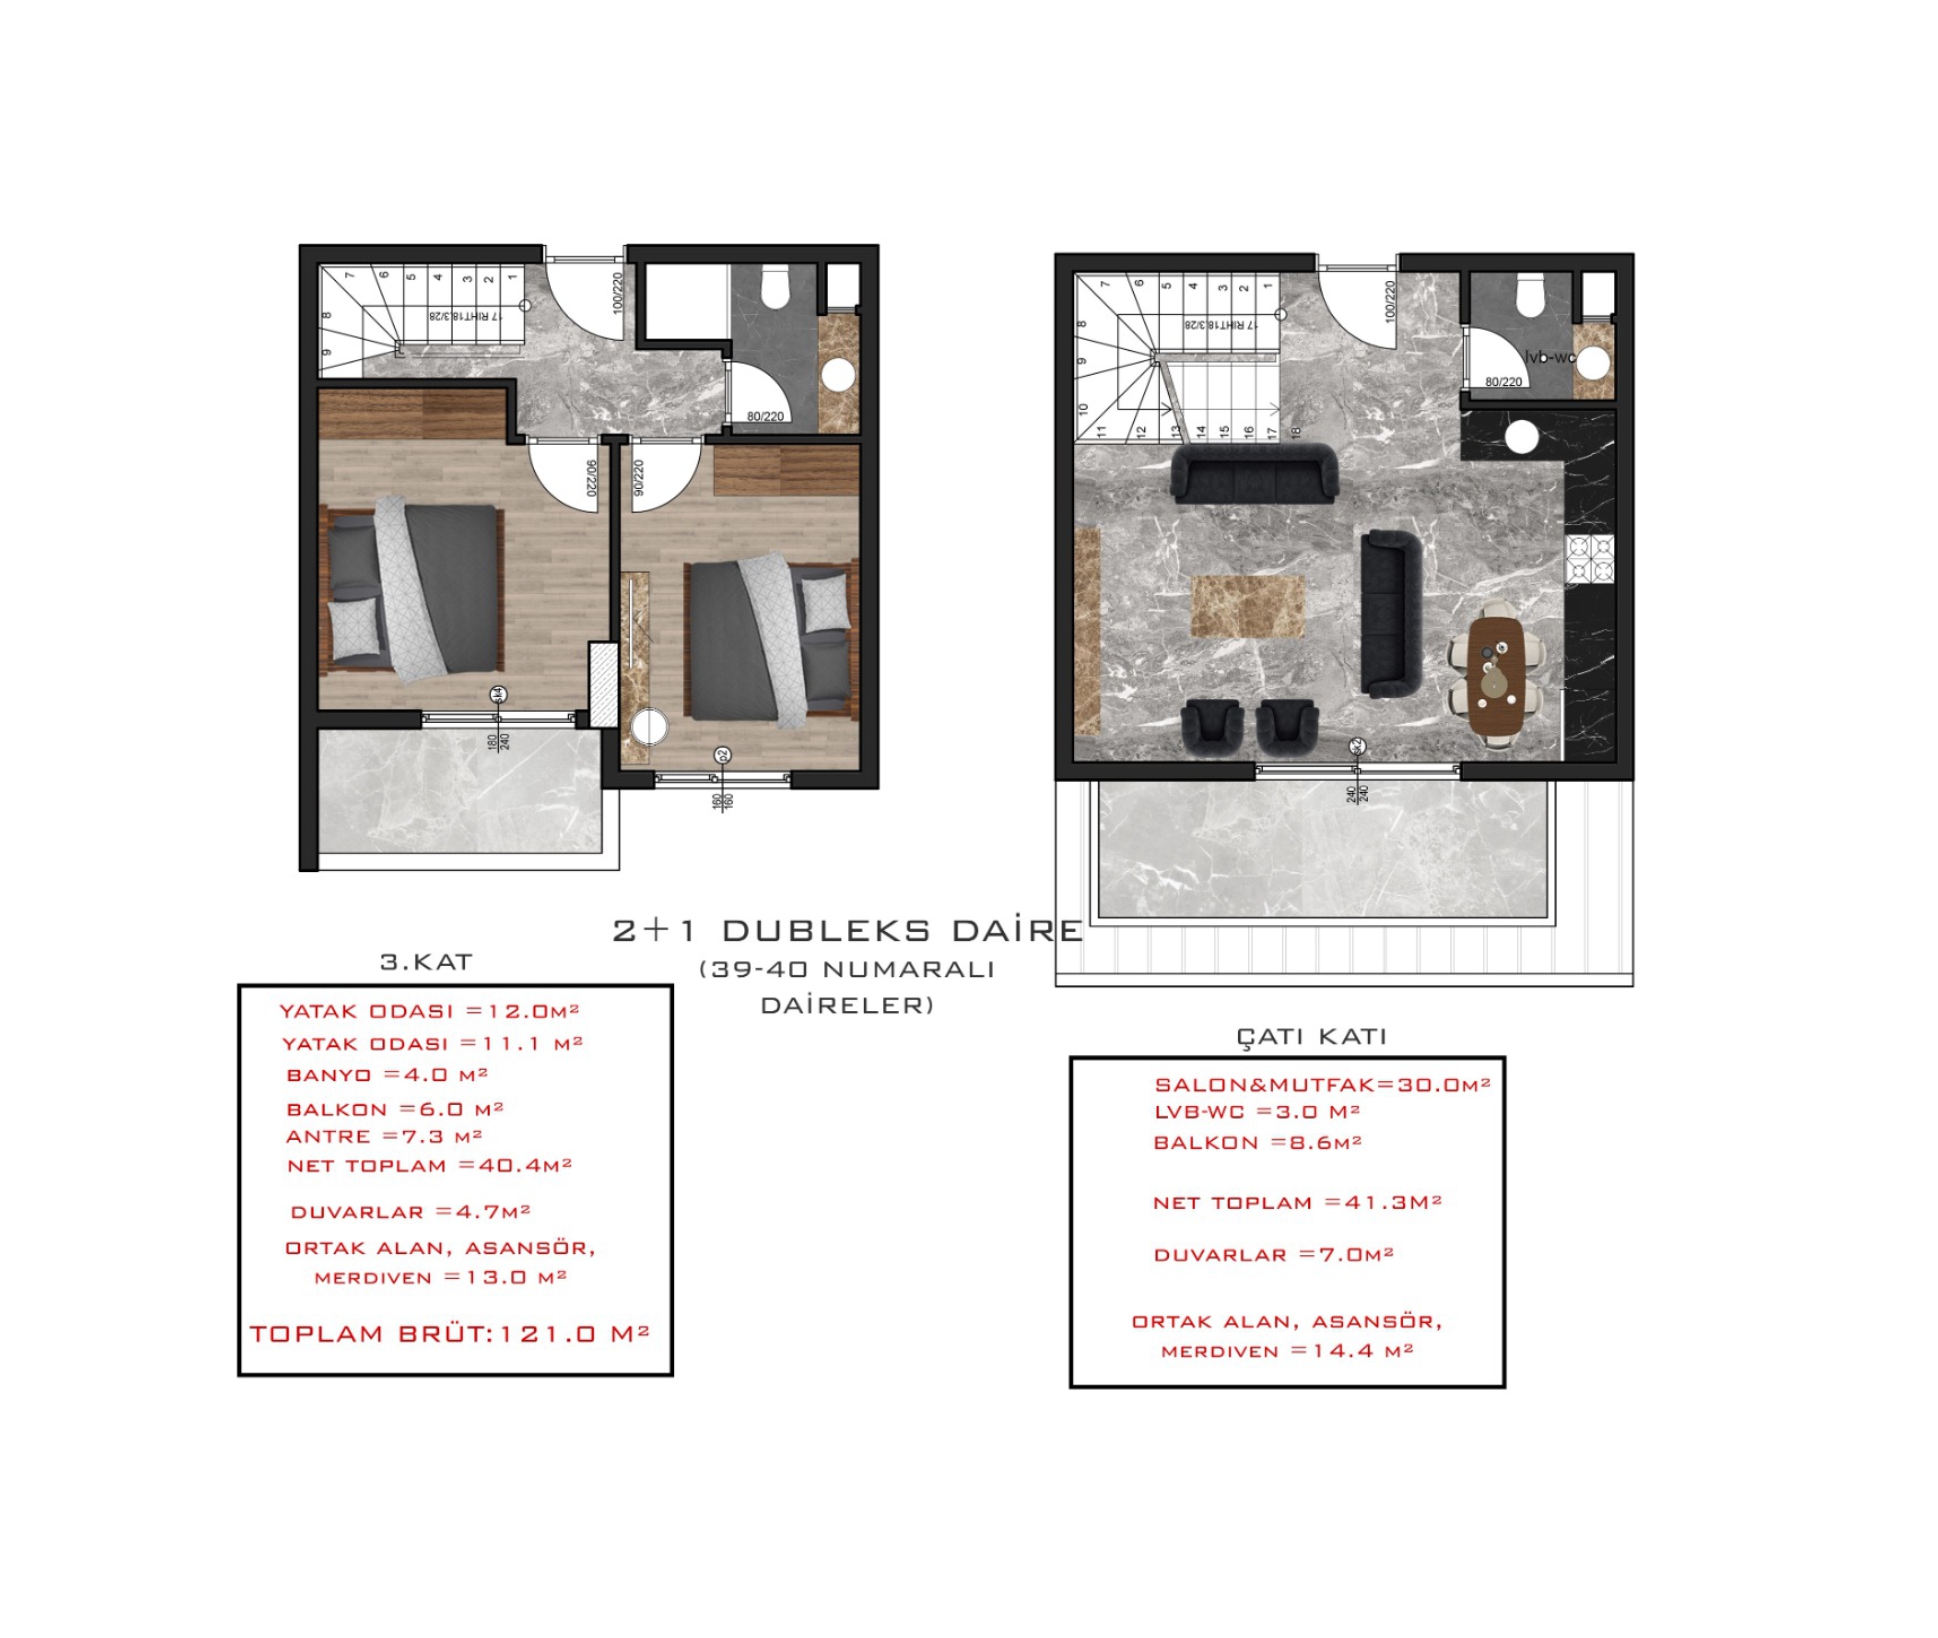 7 6 5 4 3 2 1
8
9
17 RIHT18.3/28
100/220
80/220
90/220
90/220
sk4
180
240
p2
160
160
7 6 5 4 3 2 1
8
9
10
11 12 13 14 15 16 17 18
17 RIHT18.3/28
100/220
lvb-wc
80/220
sk2
240
240
2+1 DUBLEKS DAİRE
(39-40 NUMARALI
DAİRELER)
3.KAT
YATAK ODASI =12.0M²
YATAK ODASI =11.1 M²
BANYO =4.0 M²
BALKON =6.0 M²
ANTRE =7.3 M²
NET TOPLAM =40.4M²
DUVARLAR =4.7M²
ORTAK ALAN, ASANSÖR,
MERDIVEN =13.0 M²
TOPLAM BRÜT:121.0 M²
ÇATI KATI
SALON&MUTFAK=30.0M²
LVB-WC =3.0 M²
BALKON =8.6M²
NET TOPLAM =41.3M²
DUVARLAR =7.0M²
ORTAK ALAN, ASANSÖR,
MERDIVEN =14.4 M²